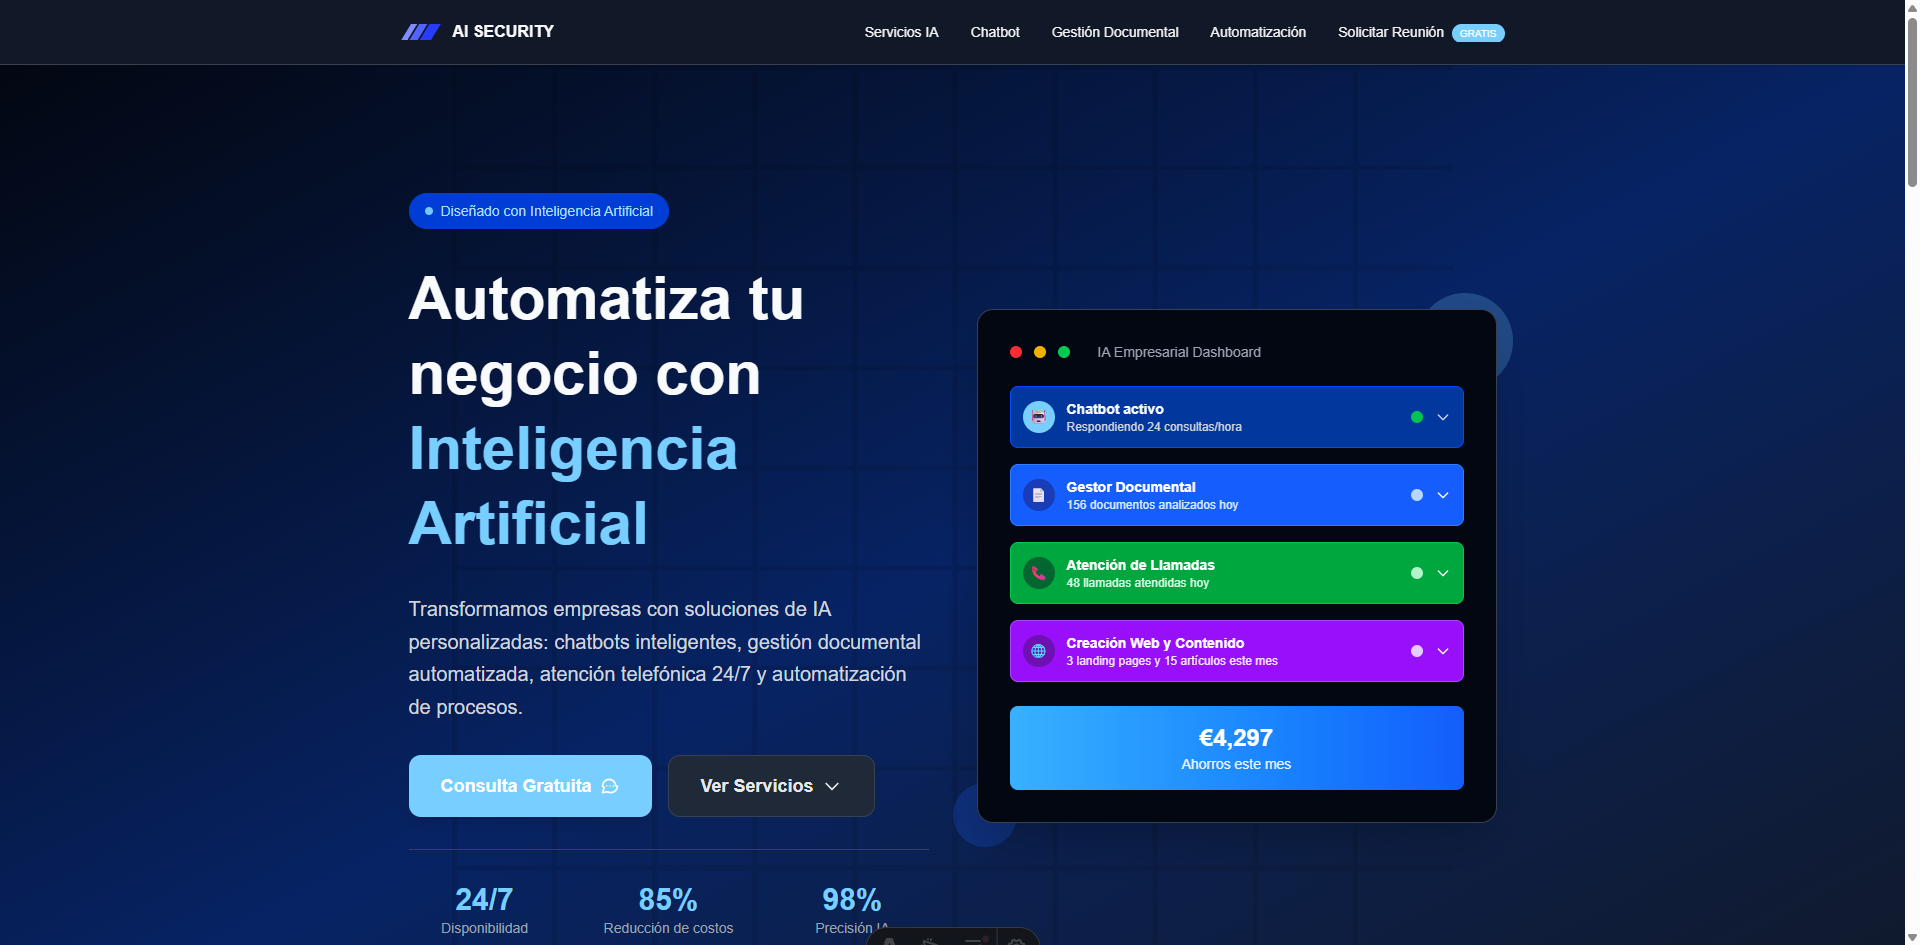 AI SECURITY
Servicios IA
Chatbot
Gestión Documental
Automatización
Solicitar Reunión GRATIS
Diseñado con Inteligencia Artificial
Automatiza tu
negocio con
Inteligencia
Artificial
Transformamos empresas con soluciones de IA
personalizadas: chatbots inteligentes, gestión documental
automatizada, atención telefónica 24/7 y automatización
de procesos.
Consulta Gratuita
Ver Servicios
24/7
Disponibilidad
85%
Reducción de costos
98%
Precisión IA
IA Empresarial Dashboard
Chatbot activo
Respondiendo 24 consultas/hora
Gestor Documental
156 documentos analizados hoy
Atención de Llamadas
48 llamadas atendidas hoy
Creación Web y Contenido
3 landing pages y 15 artículos este mes
€4,297
Ahorros este mes